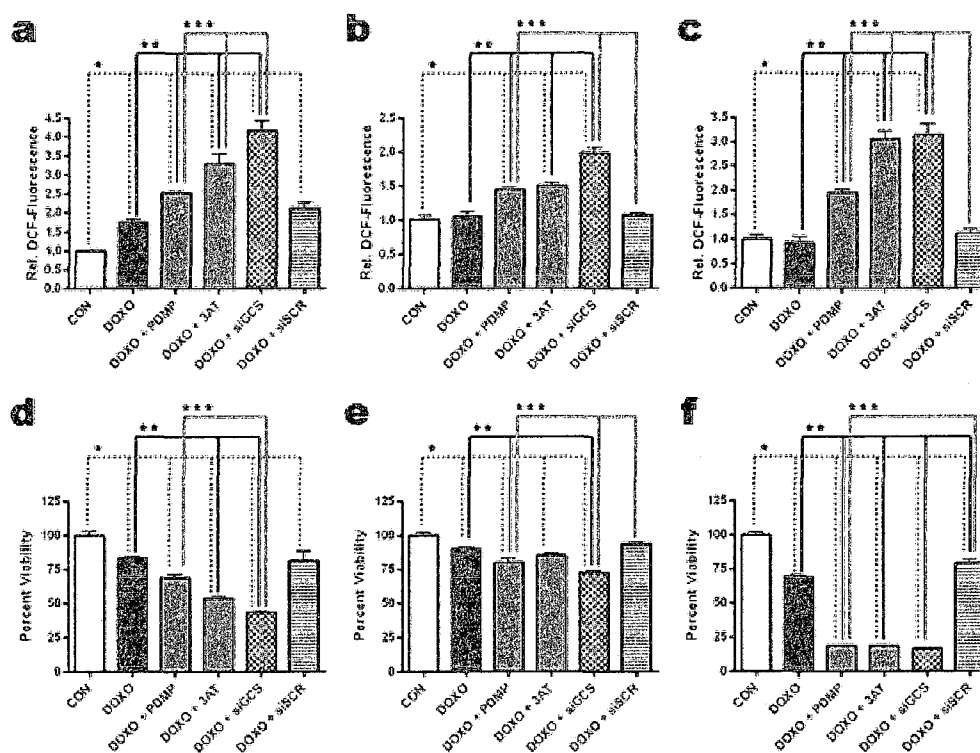 a
* ** ***
Rel. DCF-Fluorescence
4.5
4.0
3.5
3.0
2.5
2.0
1.5
1.0
0.5
0.0
CON
DOXO
DOXO + PDMP
DOXO + 3AT
DOXO + siGCS
DOXO + siSCR
b
* ** ***
Rel. DCF-Fluorescence
2.5
2.0
1.5
1.0
0.5
0.0
CON
DOXO
DOXO + PDMP
DOXO + 3AT
DOXO + siGCS
DOXO + siSCR
c
* ** ***
Rel. DCF-Fluorescence
3.5
3.0
2.5
2.0
1.5
1.0
0.5
0.0
CON
DOXO
DOXO + PDMP
DOXO + 3AT
DOXO + siGCS
DOXO + siSCR
d
* ** ***
Percent Viability
125
100
75
50
25
0
CON
DOXO
DOXO + PDMP
DOXO + 3AT
DOXO + siGCS
DOXO + siSCR
e
* ** ***
Percent Viability
125
100
75
50
25
0
CON
DOXO
DOXO + PDMP
DOXO + 3AT
DOXO + siGCS
DOXO + siSCR
f
* ** ***
Percent Viability
125
100
75
50
25
0
CON
DOXO
DOXO + PDMP
DOXO + 3AT
DOXO + siGCS
DOXO + siSCR